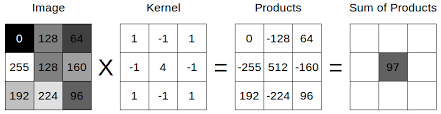 Image Kernel Products Sum of Products
0 128 64 1 -1 1 0 -128 64
255 128 160 X -1 4 -1 = -255 512 -160 = 97
192 224 96 1 -1 1 192 -224 96